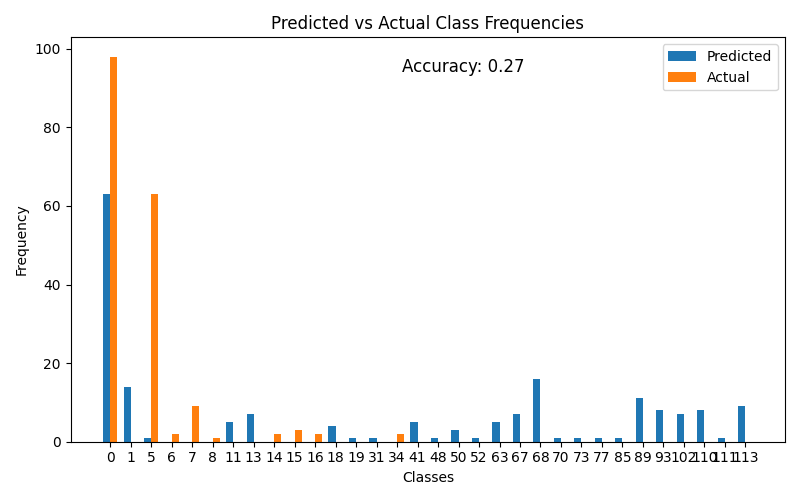 Predicted vs Actual Class Frequencies
Accuracy: 0.27
Predicted
Actual
100
80
60
40
20
0
Frequency
0 1 5 6 7 8 11 13 14 15 16 18 19 31 34 41 48 50 52 63 67 68 70 73 77 85 89 93 102 110 111 113
Classes